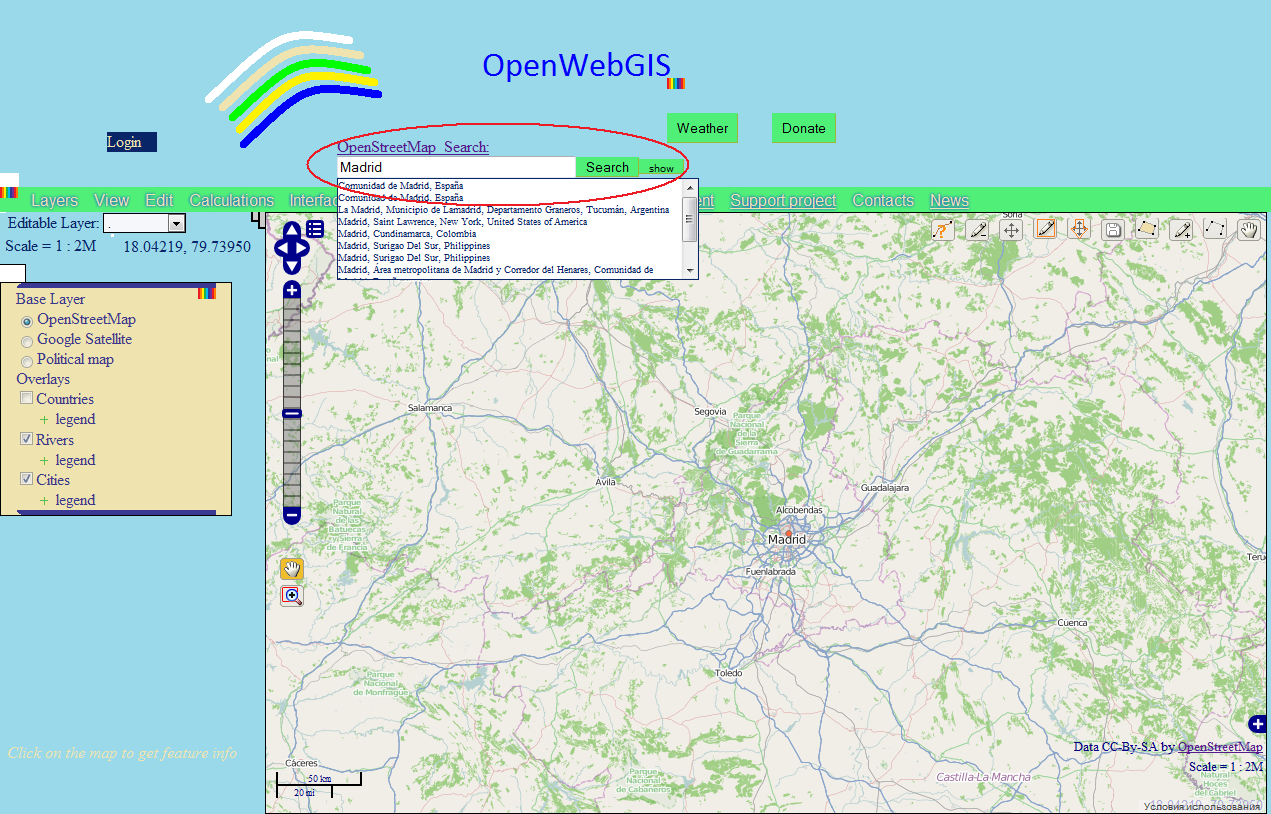 OpenWebGIS
Weather
Donate
Login
OpenStreetMap Search:
Madrid
Search
show
Layers View Edit Calculations Interfac
ent Support project Contacts News
Comunidad de Madrid, España
Comunidad de Madrid, España
La Madrid, Municipio de Lamadrid, Departamento Graneros, Tucumán, Argentina
Madrid, Saint Lawrence, New York, United States of America
Madrid, Cundinamarca, Colombia
Madrid, Surigao Del Sur, Philippines
Madrid, Surigao Del Sur, Philippines
Madrid, Area metropolitana de Madrid y Corredor del Henares, Comunidad de
Editable Layer: .
Scale = 1 : 2M 18.04219, 79.73950
Base Layer
OpenStreetMap
Google Satellite
Political map
Overlays
Countries
+ legend
Rivers
+ legend
Cities
+ legend
Click on the map to get feature info
Soria
Salamanca
Segovia
Parque
Nacional
de la
Sierra
de Guadarrama
Ávila
Guadalajara
Parque
Natural
de las
Batuecas
y Sierra
de Francia
Alcobendas
Madrid
Fuenlabrada
Teru
Cuenca
Toledo
Parque
Nacional
de Monfragüe
Cáceres
50 km
20 mi
Parque
Nacional
de Cabañeros
Castilla-La Mancha
Data CC-By-SA by OpenStreetMap
Scale = 1 : 2M
Natural
Hoces
del Cabriel
18.04219, 79.73950
Условия использования